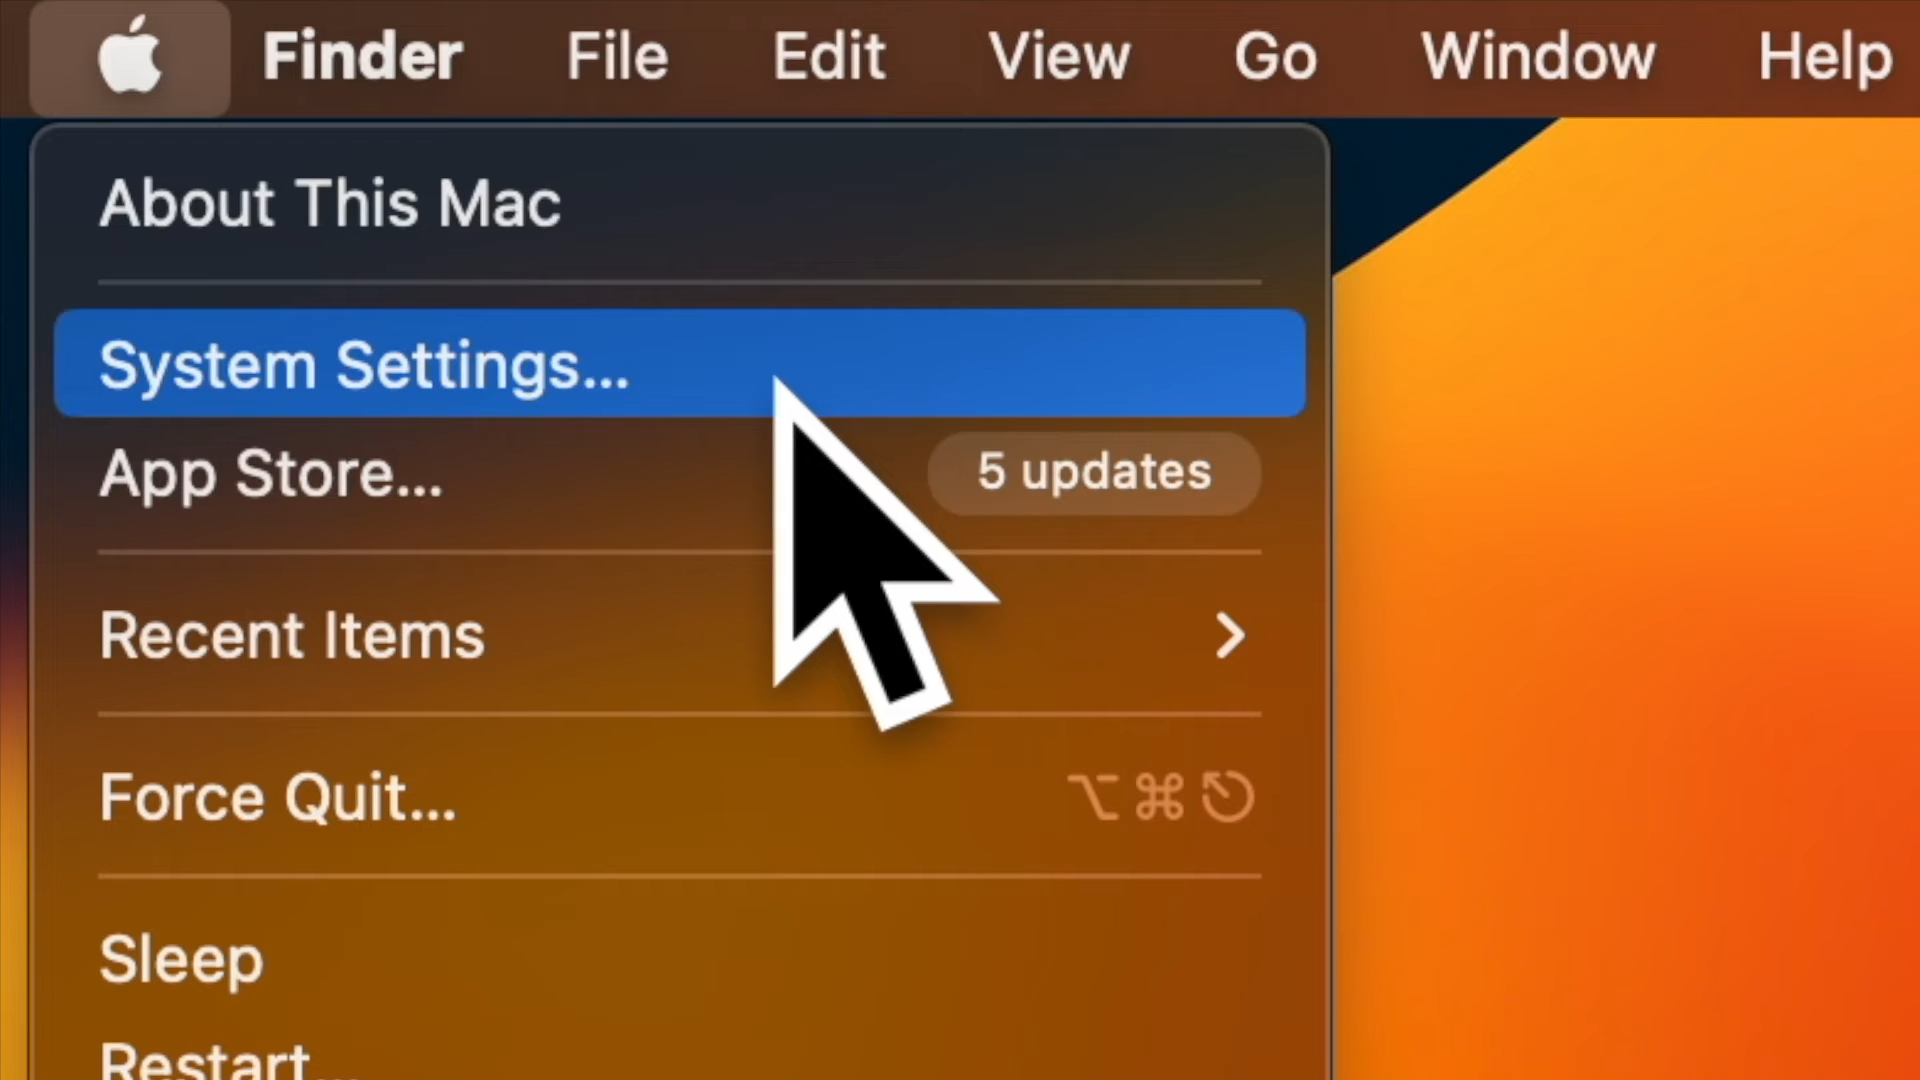 Finder File Edit View Go Window Help
About This Mac
System Settings...
App Store... 5 updates
Recent Items
Force Quit... ⌥⌘⎋
Sleep
Restart...